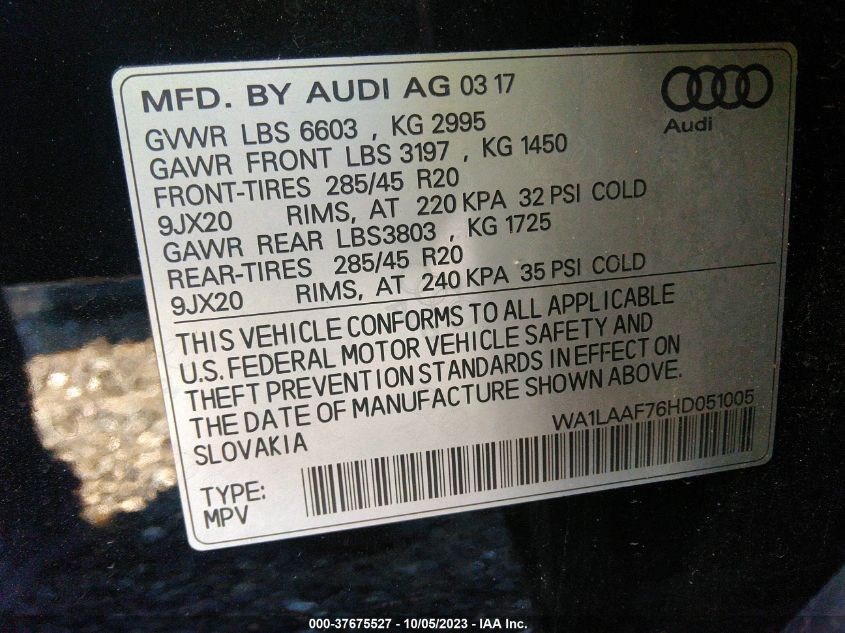 MFD. BY AUDI AG 03 17
Audi
GVWR LBS 6603 , KG 2995
GAWR FRONT LBS 3197 , KG 1450
FRONT-TIRES 285/45 R20
9JX20 RIMS, AT 220 KPA 32 PSI COLD
GAWR REAR LBS3803 , KG 1725
REAR-TIRES 285/45 R20
9JX20 RIMS, AT 240 KPA 35 PSI COLD
THIS VEHICLE CONFORMS TO ALL APPLICABLE
U.S. FEDERAL MOTOR VEHICLE SAFETY AND
THEFT PREVENTION STANDARDS IN EFFECT ON
THE DATE OF MANUFACTURE SHOWN ABOVE.
SLOVAKIA
WA1LAAF76HD051005
TYPE:
MPV
000-37675527 - 10/05/2023 - IAA Inc.